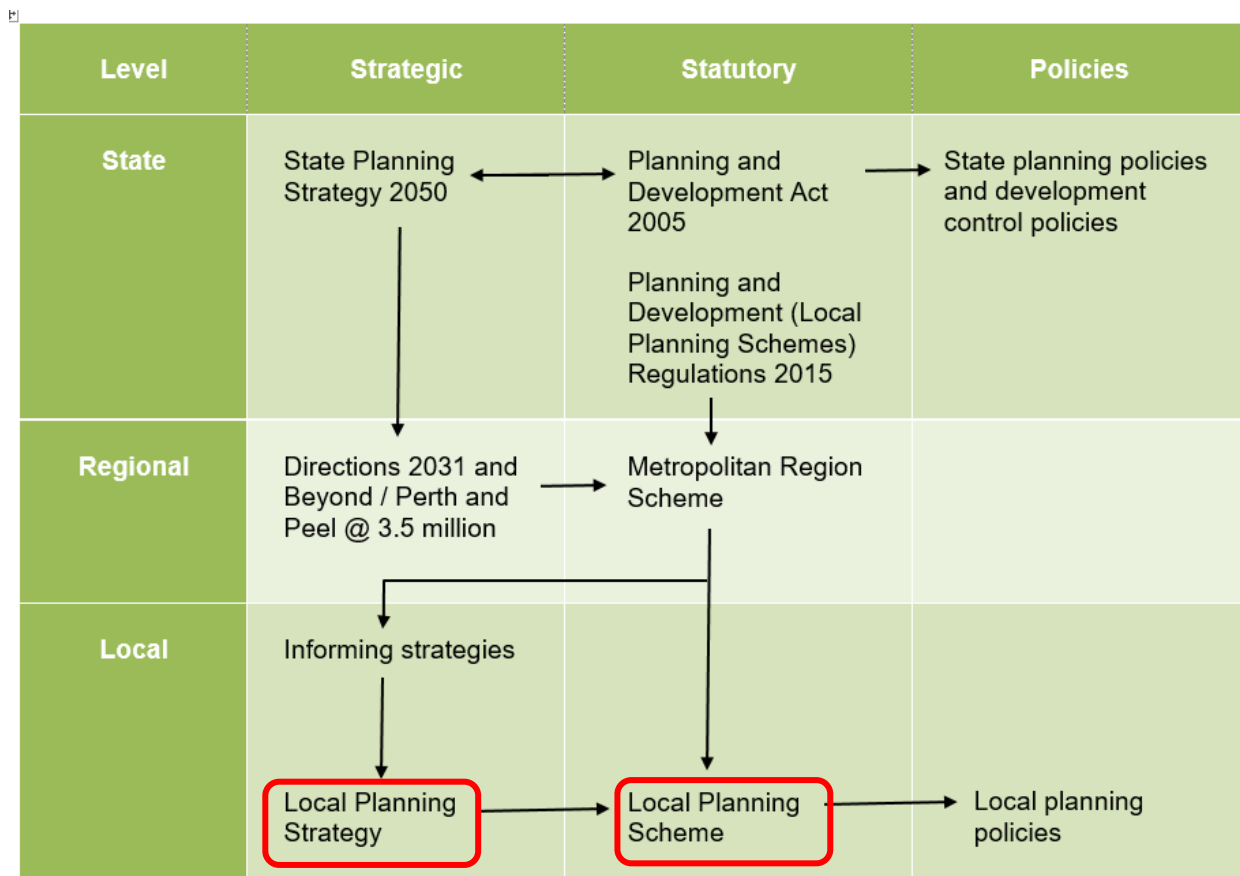 Level
Strategic
Statutory
Policies
State
State Planning
Strategy 2050
Planning and
Development Act
2005
Planning and
Development (Local
Planning Schemes)
Regulations 2015
State planning policies
and development
control policies
Regional
Directions 2031 and
Beyond / Perth and
Peel @ 3.5 million
Metropolitan Region
Scheme
Local
Informing strategies
Local Planning
Strategy
Local Planning
Scheme
Local planning
policies